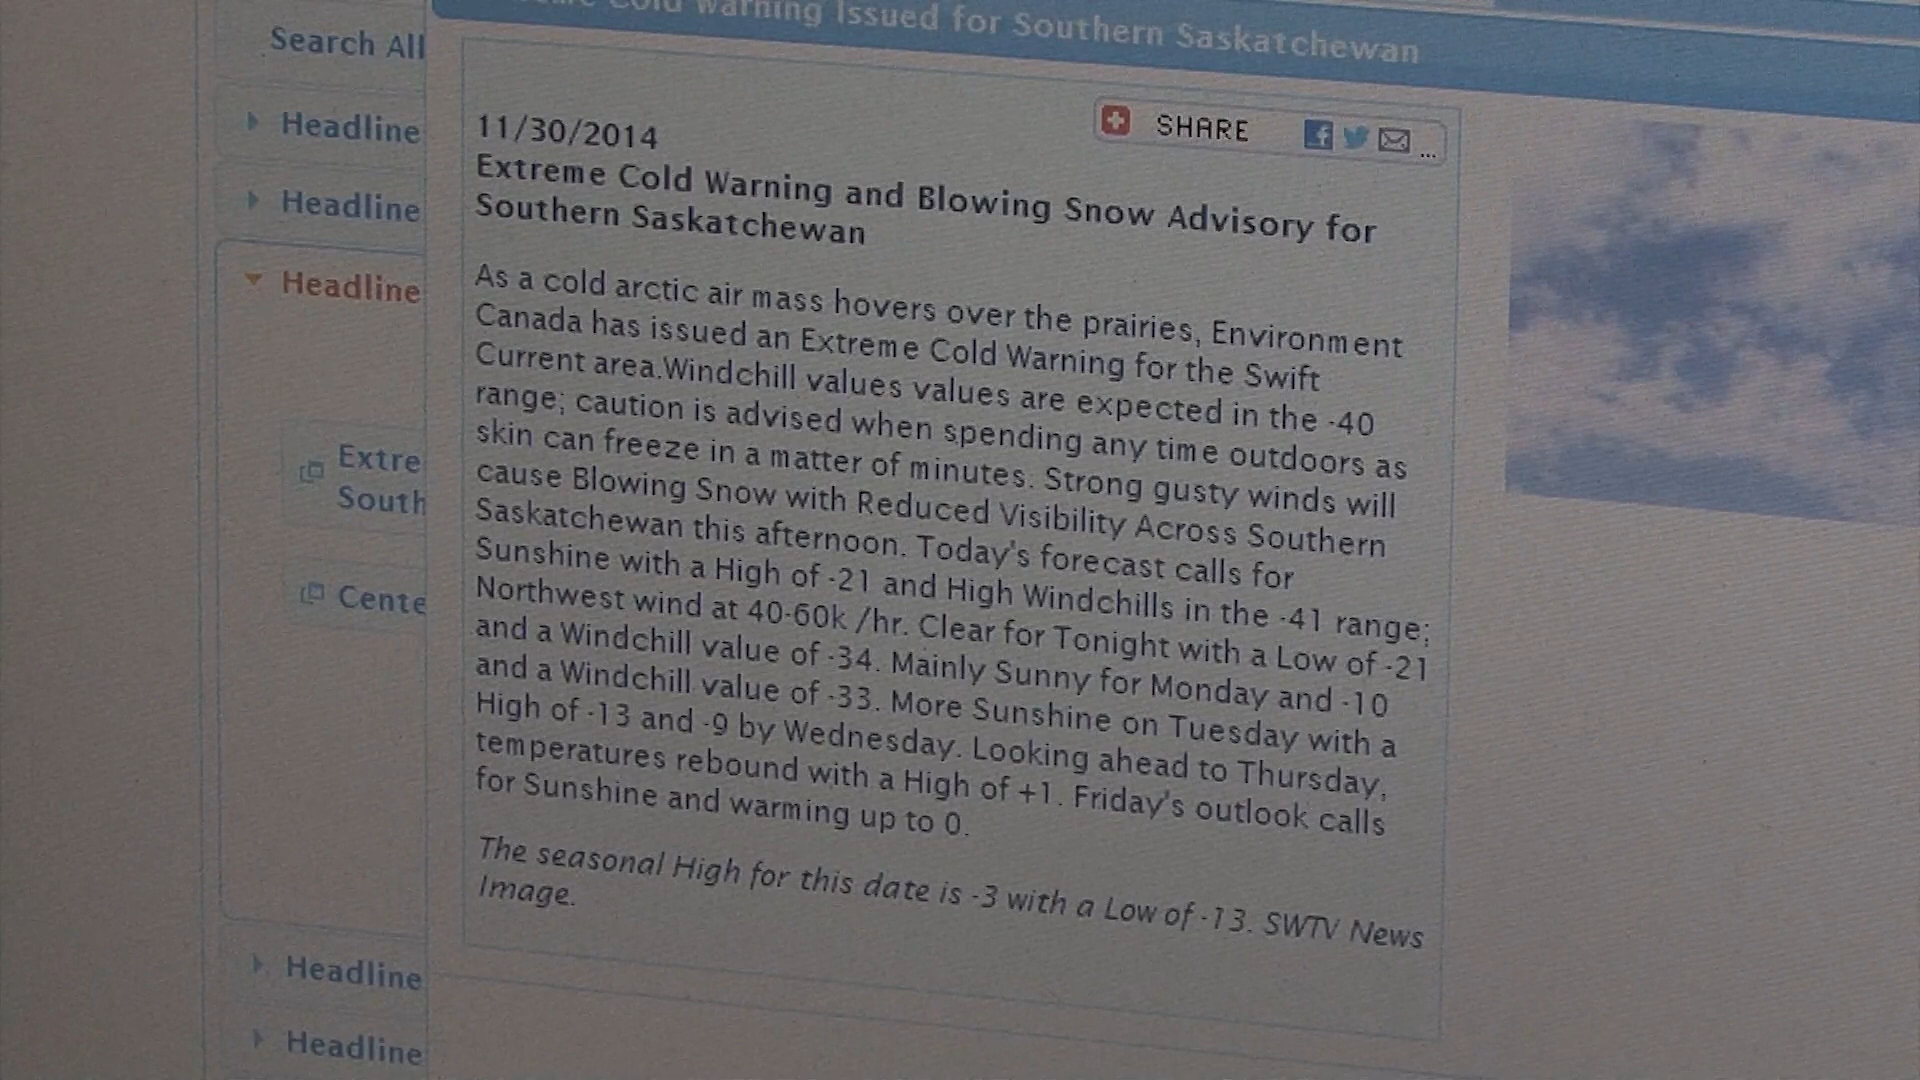 Cold Warning Issued for Southern Saskatchewan
Search All
Headline
Headline
Headline
Extre
South
Cente
Headline
Headline
SHARE
...
11/30/2014
Extreme Cold Warning and Blowing Snow Advisory for
Southern Saskatchewan
As a cold arctic air mass hovers over the prairies, Environment
Canada has issued an Extreme Cold Warning for the Swift
Current area.Windchill values values are expected in the -40
range; caution is advised when spending any time outdoors as
skin can freeze in a matter of minutes. Strong gusty winds will
cause Blowing Snow with Reduced Visibility Across Southern
Saskatchewan this afternoon. Today's forecast calls for
Sunshine with a High of -21 and High Windchills in the -41 range;
Northwest wind at 40-60k /hr. Clear for Tonight with a Low of -21
and a Windchill value of -34. Mainly Sunny for Monday and -10
and a Windchill value of -33. More Sunshine on Tuesday with a
High of -13 and -9 by Wednesday. Looking ahead to Thursday,
temperatures rebound with a High of +1. Friday's outlook calls
for Sunshine and warming up to 0.
The seasonal High for this date is -3 with a Low of -13. SWTV News
Image.